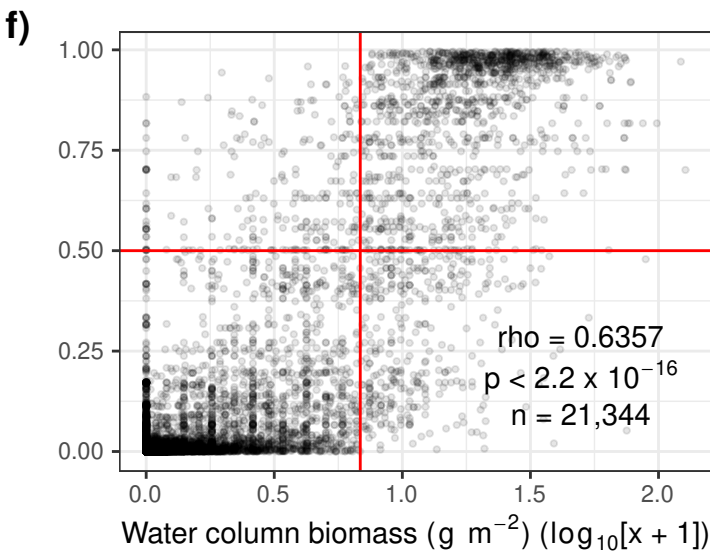 f)
1.00
0.75
0.50
0.25
0.00
rho = 0.6357
p < 2.2 x 10⁻¹⁶
n = 21,344
0.0 0.5 1.0 1.5 2.0
Water column biomass (g m⁻²) (log₁₀[x + 1])